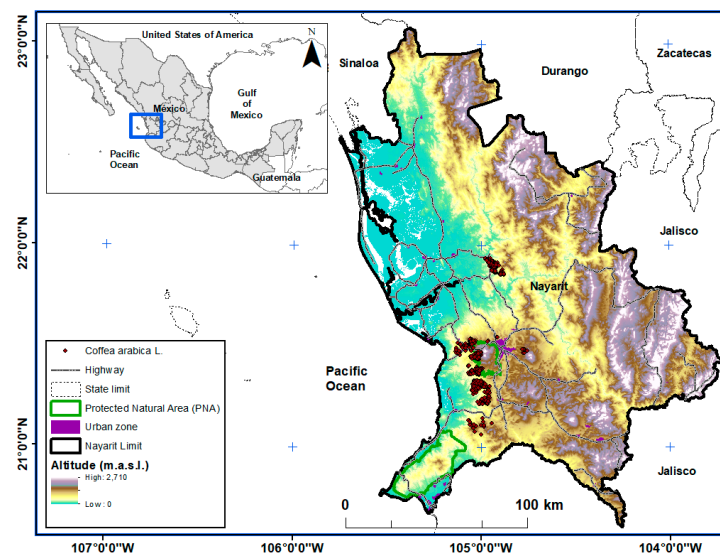 23°0'0"N
22°0'0"N
21°0'0"N
United States of America
N
México
Gulf
of
Mexico
Pacific
Ocean
Guatemala
Sinaloa
Durango
Zacatecas
Jalisco
Nayarit
Pacific
Ocean
Jalisco
Coffea arabica L.
Highway
State limit
Protected Natural Area (PNA)
Urban zone
Nayarit Limit
Altitude (m.a.s.l.)
High: 2,710
Low : 0
0 100 km
107°0'0"W 106°0'0"W 105°0'0"W 104°0'0"W